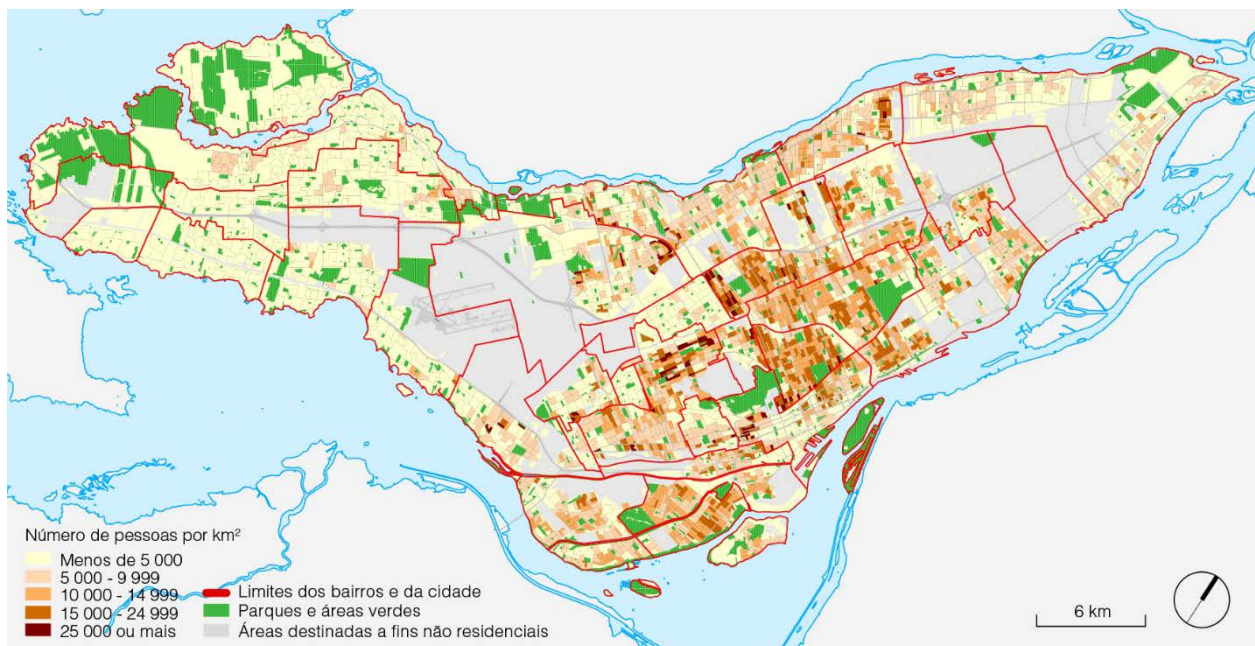 Número de pessoas por km²
Menos de 5 000
5 000 - 9 999
10 000 - 14 999
15 000 - 24 999
25 000 ou mais
Limites dos bairros e da cidade
Parques e áreas verdes
Áreas destinadas a fins não residenciais
6 km